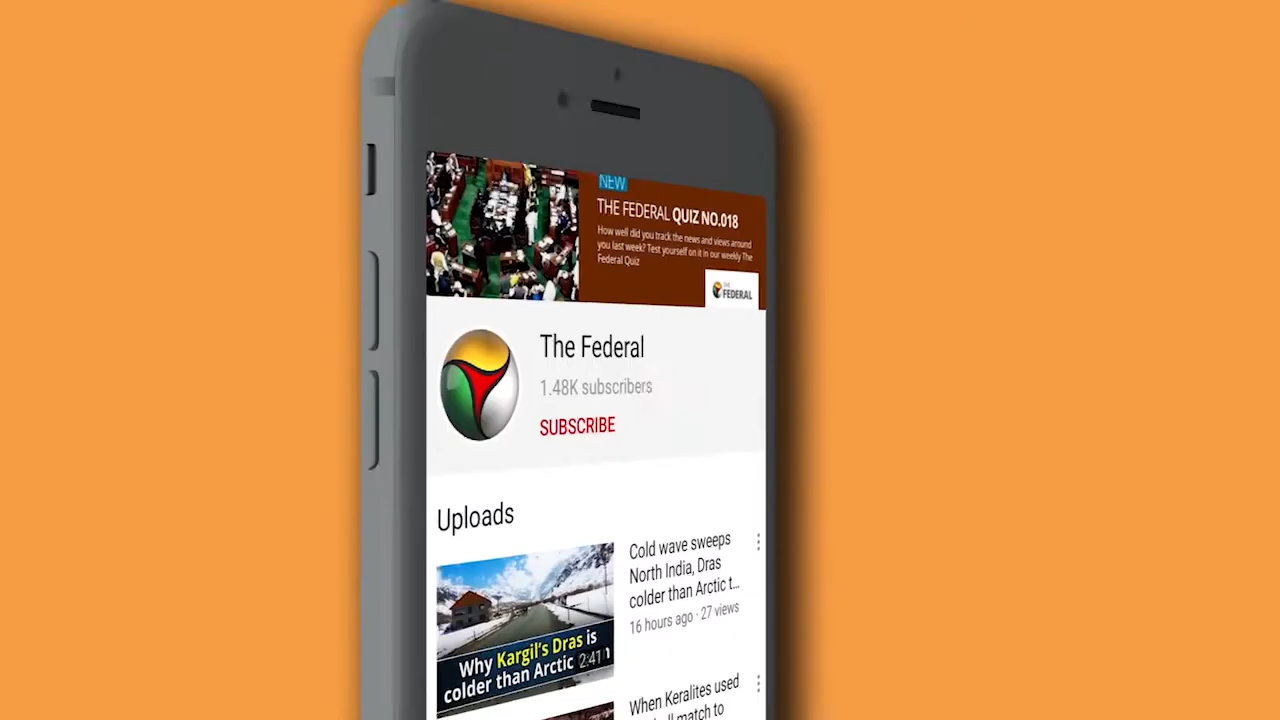 NEW
THE FEDERAL QUIZ NO.018
How well did you track the news and views around
you last week? Test yourself on it in our weekly The
Federal Quiz
THE
FEDERAL
The Federal
1.48K subscribers
SUBSCRIBE
Uploads
Cold wave sweeps
North India, Dras
colder than Arctic t...
16 hours ago · 27 views
Why Kargil's Dras is
colder than Arctic
2:41
When Keralites used
match to